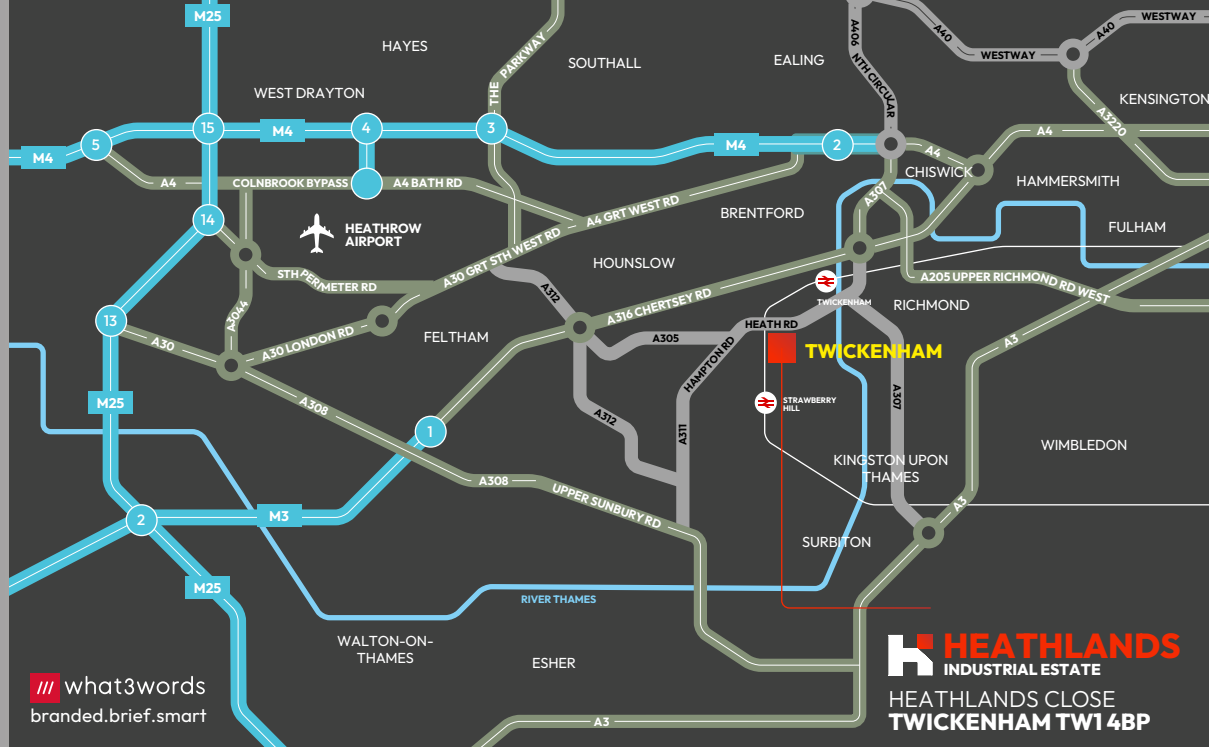 M25
HAYES
THE PARKWAY
SOUTHALL
EALING
A406
NTH CIRCULAR
A40
WESTWAY
A40
WESTWAY
KENSINGTON
WEST DRAYTON
A3220
M4
5
15
M4
4
3
M4
2
A4
A4
CHISWICK
HAMMERSMITH
A4
COLNBROOK BYPASS
A4 BATH RD
A4 GRT WEST RD
BRENTFORD
A307
FULHAM
14
HEATHROW
AIRPORT
A30 GRT STH WEST RD
HOUNSLOW
STH PERIMETER RD
A312
A205 UPPER RICHMOND RD WEST
A3044
TWICKENHAM
RICHMOND
13
A30
A30 LONDON RD
FELTHAM
A316 CHERTSEY RD
A305
HEATH RD
HAMPTON RD
TWICKENHAM
A3
M25
A308
1
A312
A311
STRAWBERRY
HILL
A307
WIMBLEDON
KINGSTON UPON
THAMES
A308
UPPER SUNBURY RD
A3
2
M3
SURBITON
M25
RIVER THAMES
WALTON-ON-
THAMES
ESHER
A3
what3words
branded.brief.smart
HEATHLANDS
INDUSTRIAL ESTATE
HEATHLANDS CLOSE
TWICKENHAM TW1 4BP